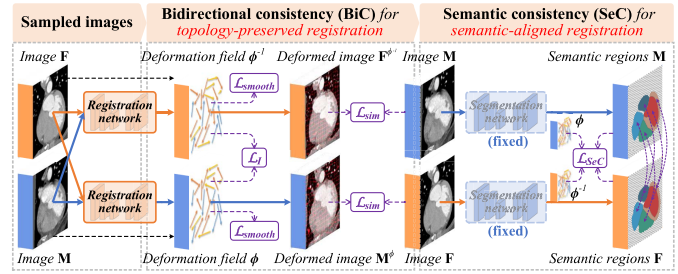 Sampled images
Bidirectional consistency (BiC) for
topology-preserved registration
Semantic consistency (SeC) for
semantic-aligned registration
Image F
Deformation field ϕ⁻¹
Deformed image F^ϕ⁻¹
Image M
Semantic regions M
Registration
network
ℒsmooth
ℒsim
Segmentation
network
(fixed)
ϕ
ℒI
ℒSeC
Registration
network
ℒsmooth
ℒsim
Segmentation
network
(fixed)
ϕ⁻¹
Image M
Deformation field ϕ
Deformed image M^ϕ
Image F
Semantic regions F